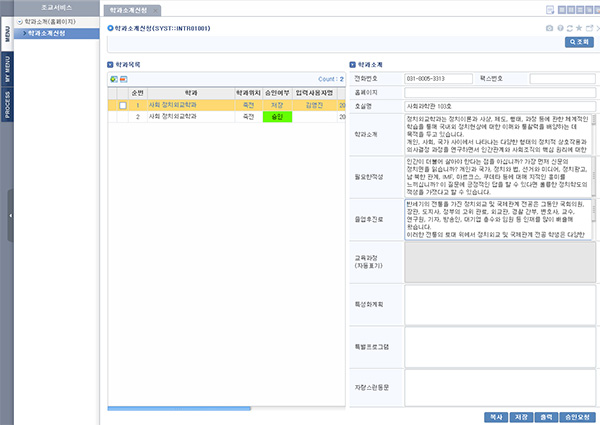 조교서비스
학과소개신청
MENU
MY MENU
PROCESS
학과소개(홈페이지)
학과소개신청
학과소개신청(SYST::INTR01001)
조회
학과목록
Count : 2
순번 학과 학과위치 승인여부 입력사용자명
1 사회 정치외교학과 죽전 저장 김영진 20
2 사회 정치외교학과 죽전 승인 20
학과소개
전화번호 031-8005-3313 팩스번호
홈페이지
호실명 사회과학관 103호
학과소개
정치외교학과는 정치이론과 사상, 제도, 행태, 과정 등에 관한 체계적인
학습을 통해 국내외 정치현상에 대한 이해와 통찰력을 배양하는 데
목적을 두고 있습니다.
개인, 사회, 국가 사이에서 나타나는 다양한 형태의 정치적 상호작용과
의사결정 과정을 연구하면서 인간관계와 사회조직의 핵심 원리에 대한
필요한적성
인간이 더불어 살아야 한다는 점을 아십니까? 가장 먼저 신문의
정치면을 읽습니까? 개인과 국가, 정치와 법, 선거와 미디어, 정치광고,
남 북한 관계, IMF, 마르크스, 쿠데타 등에 대해 지적인 흥미를
느끼십니까? 이 질문에 긍정적인 답을 할 수 있다면 훌륭한 정치학도의
적성을 가졌다고 할 수 있습니다.
졸업후진로
반세기의 전통을 가진 정치외교 및 국제관계 전공은 그동안 국회의원,
장관, 도지사, 정부의 고위 관료, 외교관, 경찰 간부, 변호사, 교수,
연구원, 기자, 방송인, 대기업 총수와 임원 등 인재를 많이 배출해
왔습니다.
이러한 전통의 토대 위에서 정치외교 및 국제관계 전공 학생은 다양한
교육과정
(자동표기)
특성화계획
특별프로그램
자랑스런동문
복사 저장 출력 승인요청